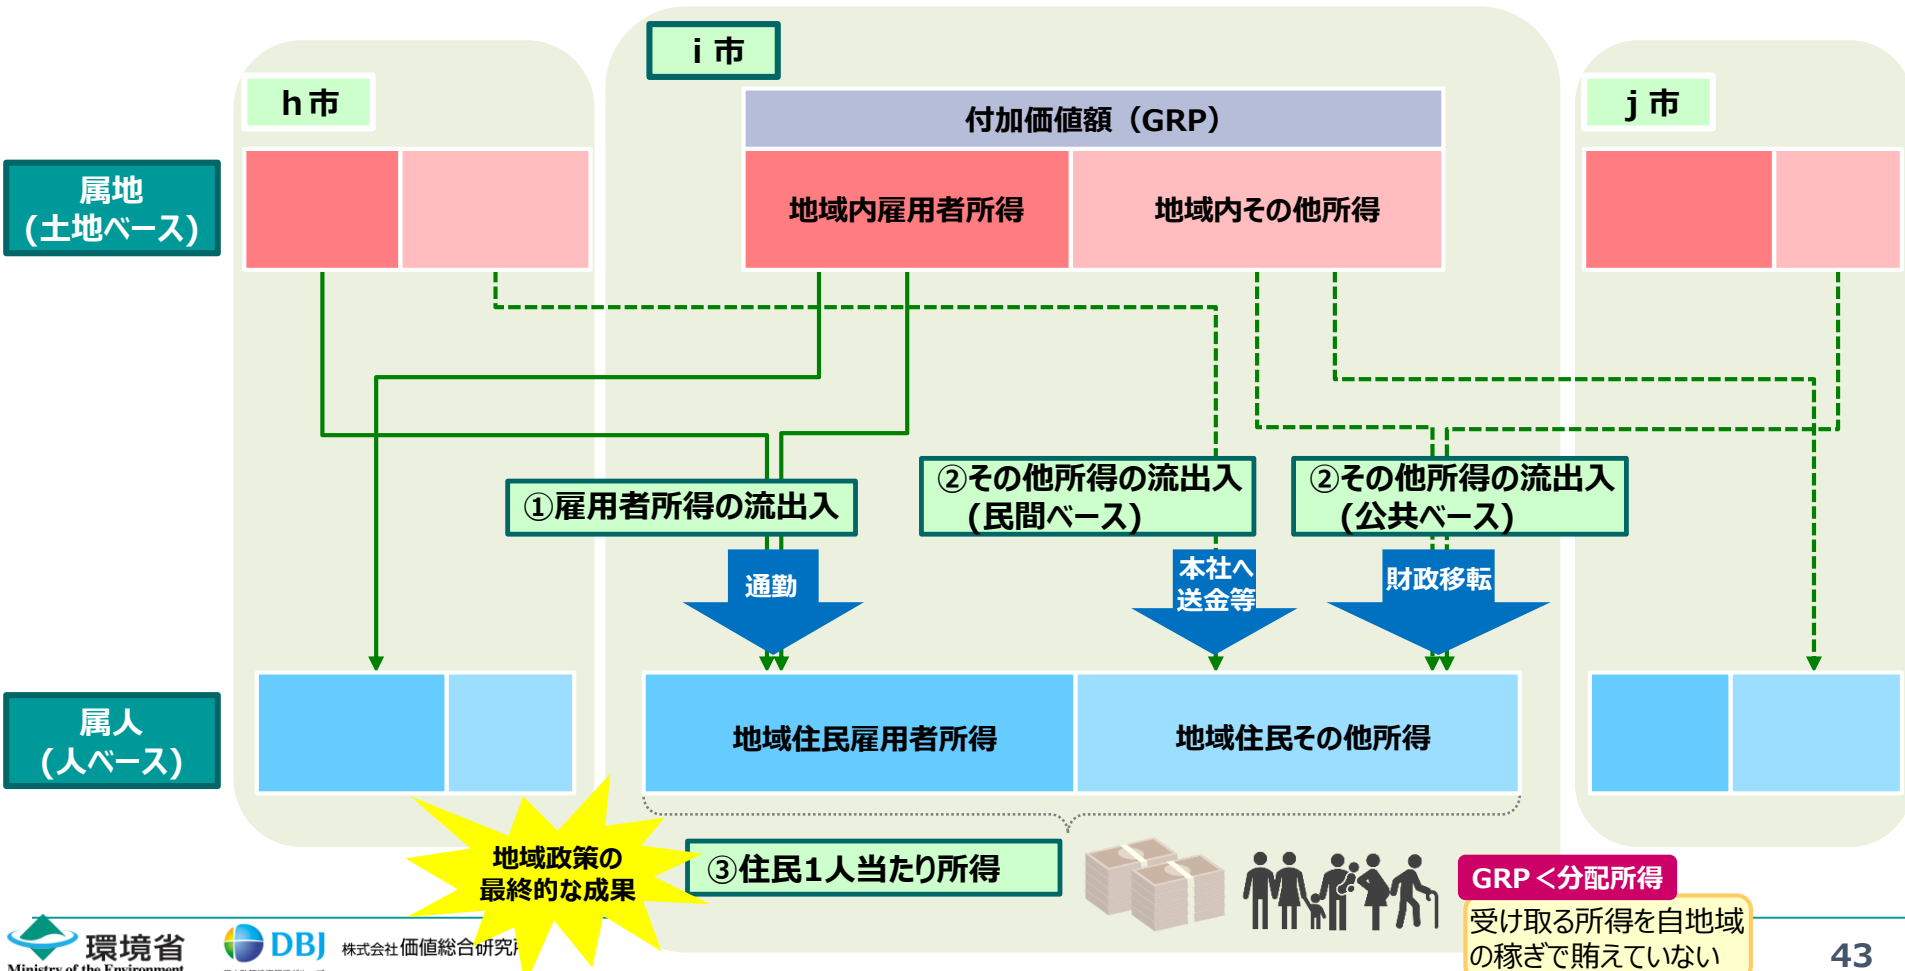 i 市
h 市
j 市
付加価値額（GRP）
属地
(土地ベース)
地域内雇用者所得
地域内その他所得
①雇用者所得の流出入
②その他所得の流出入
(民間ベース)
②その他所得の流出入
(公共ベース)
通勤
本社へ
送金等
財政移転
属人
(人ベース)
地域住民雇用者所得
地域住民その他所得
地域政策の
最終的な成果
③住民1人当たり所得
GRP＜分配所得
受け取る所得を自地域
の稼ぎで賄えていない
環境省
Ministry of the Environment
DBJ
株式会社価値総合研究所
43